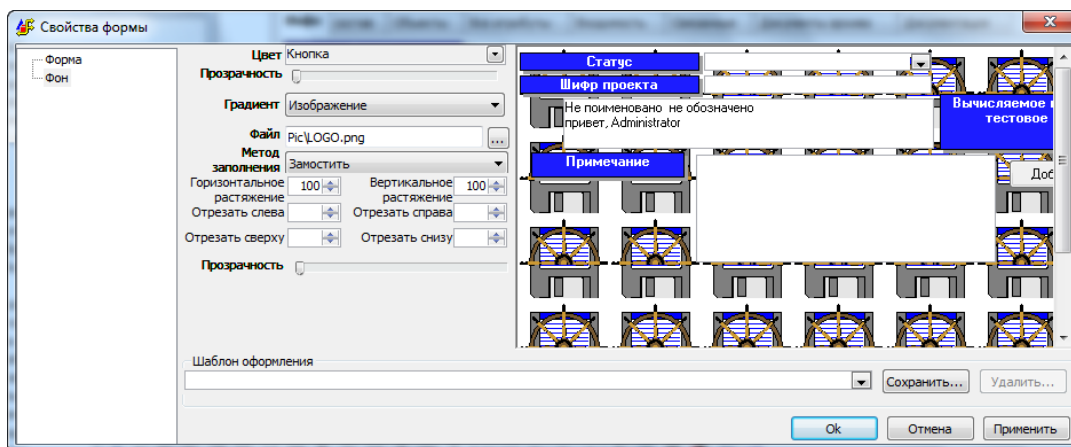 Свойства формы
Форма
Фон
Цвет Кнопка
Прозрачность
Градиент Изображение
Файл Pic\LOGO.png ...
Метод заполнения Замостить
Горизонтальное растяжение 100 Вертикальное растяжение 100
Отрезать слева Отрезать справа
Отрезать сверху Отрезать снизу
Прозрачность
Статус
Шифр проекта
Не поименовано не обозначено
привет, Administrator
Вычисляемое
тестовое
Примечание
Доб
Шаблон оформления
Сохранить... Удалить...
Ok Отмена Применить